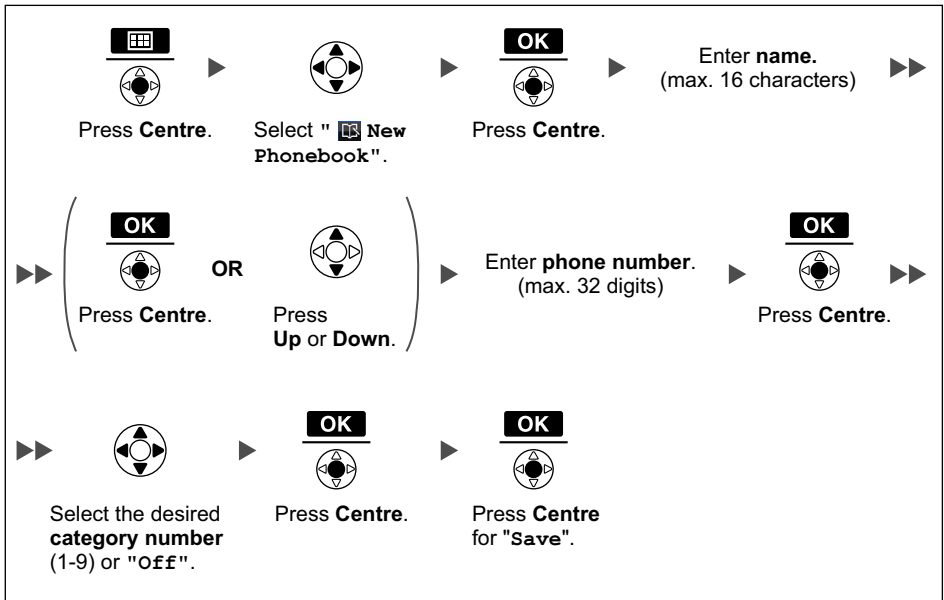 OK
Enter name.
(max. 16 characters)
Press Centre.
Select " New
Phonebook".
Press Centre.
OK
OR
Press Centre.
Press
Up or Down.
Enter phone number.
(max. 32 digits)
OK
Press Centre.
Select the desired
category number
(1-9) or "Off".
OK
Press Centre.
OK
Press Centre
for "Save".